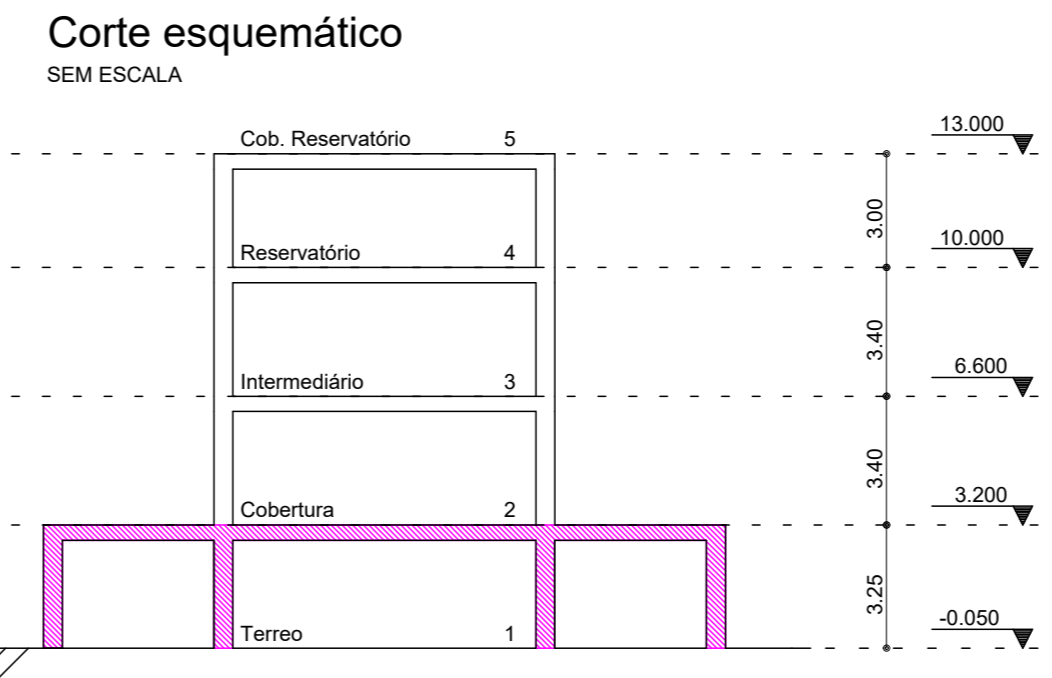 Corte esquemático
SEM ESCALA
Cob. Reservatório 5 13.000
3.00
Reservatório 4 10.000
3.40
Intermediário 3 6.600
3.40
Cobertura 2 3.200
3.25
Terreo 1 -0.050